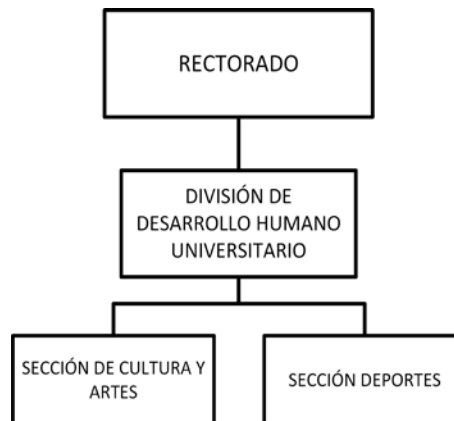 RECTORADO
DIVISIÓN DE
DESARROLLO HUMANO
UNIVERSITARIO
SECCIÓN DE CULTURA Y
ARTES
SECCIÓN DEPORTES